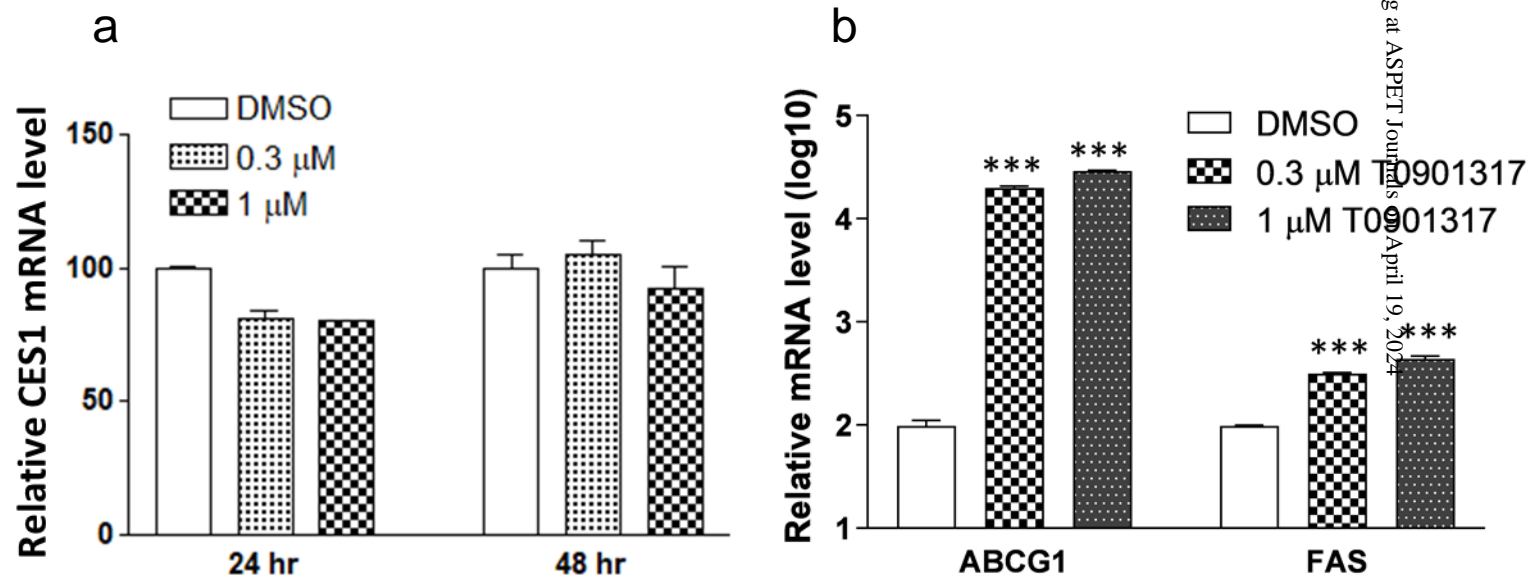 a
Relative CES1 mRNA level
DMSO
0.3 μM
1 μM
150
100
50
0
24 hr
48 hr
b
Relative mRNA level (log10)
DMSO
0.3 μM T0901317
1 μM T0901317
5
4
3
2
1
***
***
***
***
ABCG1
FAS
g at ASPET Journals on April 19, 2024